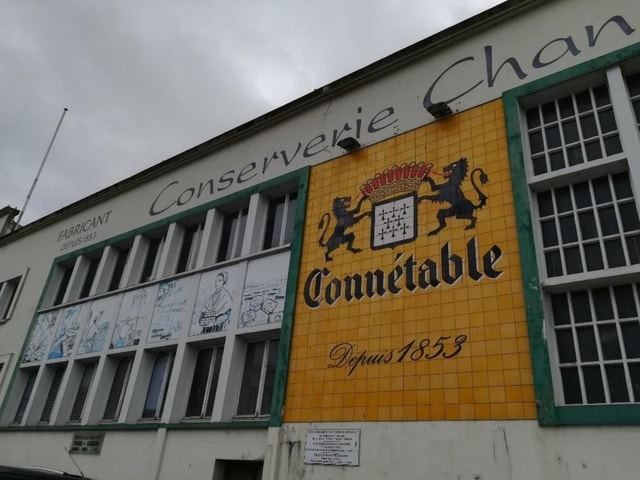 Conserverie Chan
FABRICANT
DEPUIS 1853
Connétable
Depuis 1853